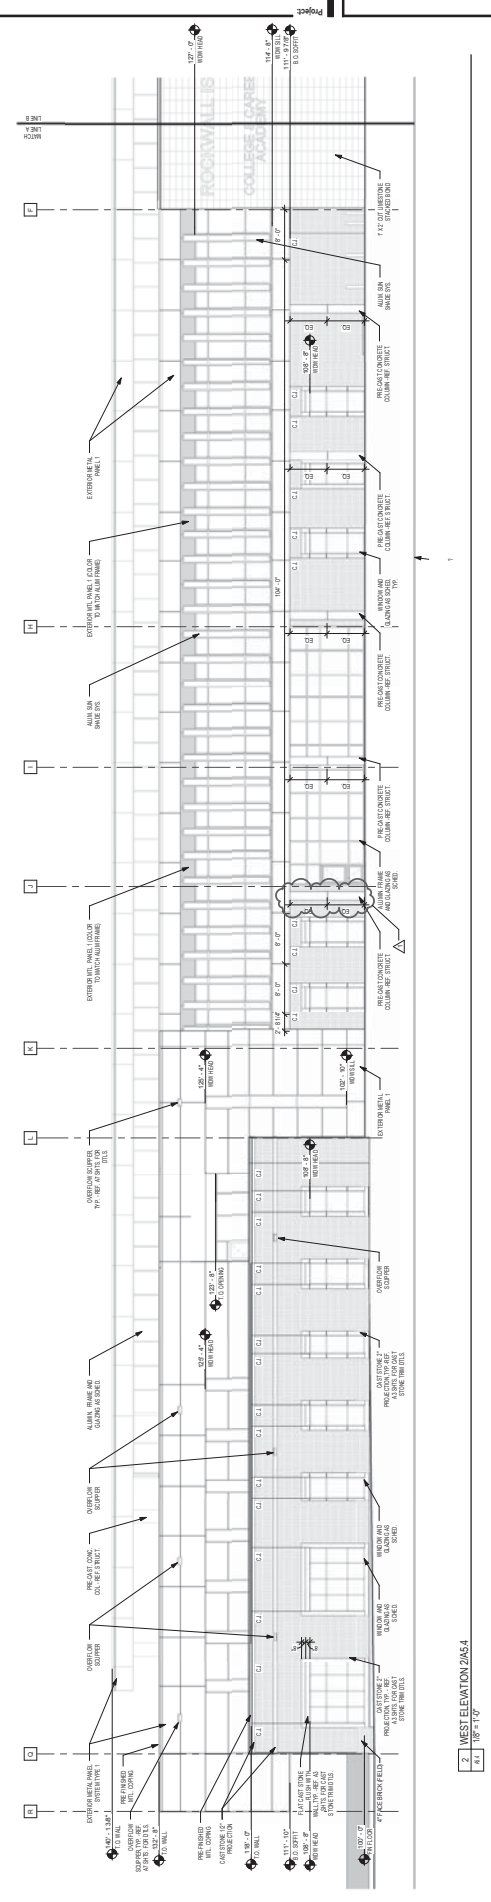 Project:
MATCH
LINE A
LINE B
ROCKWALL IS
COLLEGE & CAREE
ACADEMY
127' - 0"
WDW HEAD
114' - 8"
WDW SILL
111' - 9 7/8"
B.O. SOFFIT
F
H
I
J
K
L
Q
R
EXTERIOR METAL
PANEL 1
EXTERIOR MTL. PANEL 1 (COLOR
TO MATCH ALUM FRAME)
ALUM. SUN
SHADE SYS.
EXTERIOR MTL. PANEL 1 (COLOR
TO MATCH ALUM FRAME)
OVERFLOW SCUPPER,
TYP. - REF. A7 SHTS. FOR
DTLS.
ALUMIN. FRAME AND
GLAZING AS SCHED.
OVERFLOW
SCUPPER
PRE-CAST CONC.
COL. - REF. STRUCT.
OVERFLOW
SCUPPER
EXTERIOR METAL PANEL
SYSTEM TYPE 1
PRE-FINISHED
MTL. COPING
OVERFLOW
SCUPPER, TYP. - REF.
A7 SHTS. FOR DTLS.
PRE-FINISHED
MTL. COPING
CAST STONE 1/2"
PROJECTION
FLAT CAST STONE
FLUSH WITH
WALL, TYP. - REF. A3
SHTS. FOR CAST
STONE TRIM DTLS.
4" FACE BRICK (FIELD)
140' - 1 3/8"
T.O. WALL
132' - 8"
T.O. WALL
118' - 0"
T.O. WALL
111' - 10"
B.O. SOFFIT
108' - 8"
WDW HEAD
100' - 0"
FIN FLOOR
125' - 4"
WDW HEAD
123' - 8"
T.O. OPENING
125' - 4"
WDW HEAD
102' - 10"
WDW SILL
108' - 8"
WDW HEAD
108' - 8"
WDW HEAD
8' - 0"
104' - 0"
8' - 0"
8' - 0"
2' - 8 1/4"
C.T.
EQ.
EQ.
1' X 2' CUT LIMESTONE
STACKED BOND
ALUM. SUN
SHADE SYS.
PRE-CAST CONCRETE
COLUMN -REF. STRUCT.
PRE-CAST CONCRETE
COLUMN -REF. STRUCT.
WINDOW AND
GLAZING AS SCHED.
TYP.
PRE-CAST CONCRETE
COLUMN -REF. STRUCT.
PRE-CAST CONCRETE
COLUMN -REF. STRUCT.
ALUMIN. FRAME
AND GLAZING AS
SCHED.
PRE-CAST CONCRETE
COLUMN -REF. STRUCT.
1
EXTERIOR METAL
PANEL 1
OVERFLOW
SCUPPER
CAST STONE 2"
PROJECTION, TYP. - REF.
A3 SHTS. FOR CAST
STONE TRIM DTLS.
WINDOW AND
GLAZING AS
SCHED.
WINDOW AND
GLAZING AS
SCHED.
CAST STONE 2"
PROJECTION, TYP. - REF.
A3 SHTS. FOR CAST
STONE TRIM DTLS.
2 WEST ELEVATION 2/A5.4
1/8" = 1'-0"